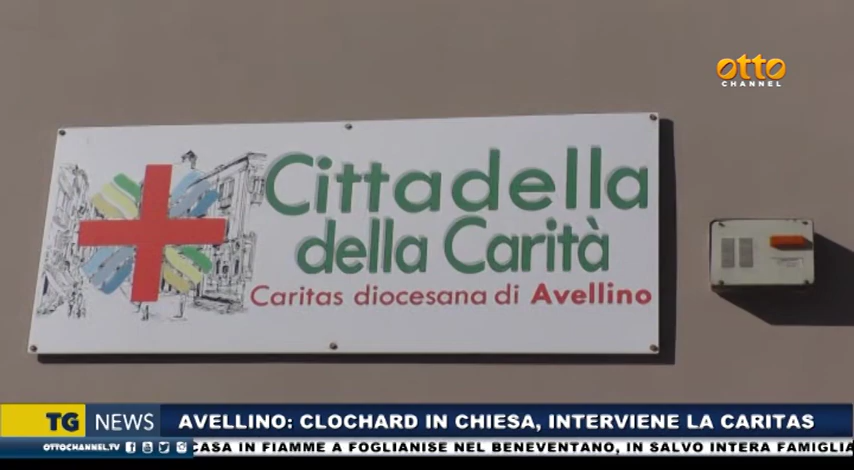 otto
CHANNEL
Cittadella
della Carità
Caritas diocesana di Avellino
TG NEWS
AVELLINO: CLOCHARD IN CHIESA, INTERVIENE LA CARITAS
OTTOCHANNEL.TV
CASA IN FIAMME A FOGLIANISE NEL BENEVENTANO, IN SALVO INTERA FAMIGLIA